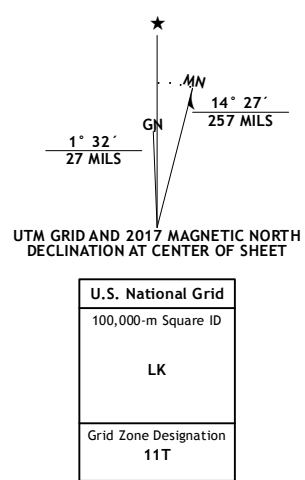 ★
MN
GN
14° 27´
257 MILS
1° 32´
27 MILS
UTM GRID AND 2017 MAGNETIC NORTH
DECLINATION AT CENTER OF SHEET
U.S. National Grid
100,000-m Square ID
LK
Grid Zone Designation
11T